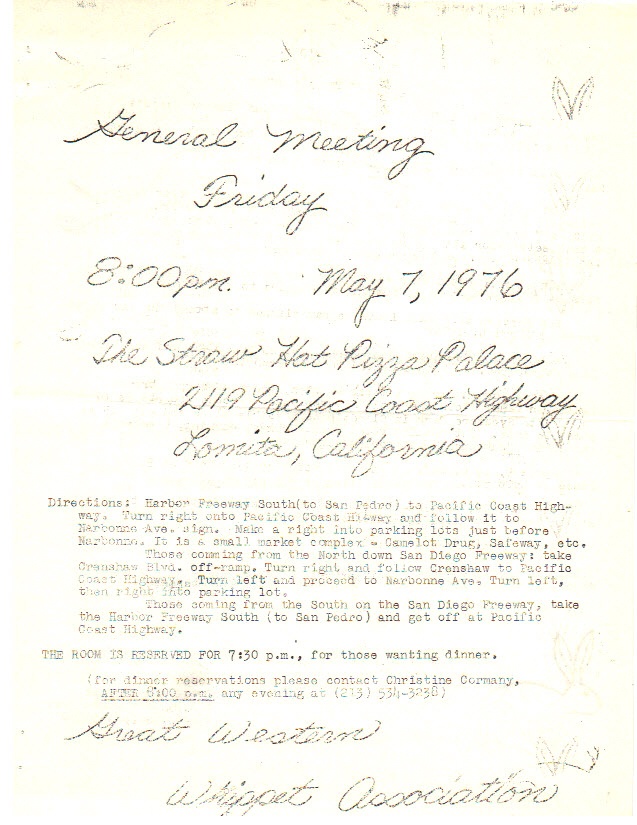 General Meeting
Friday
8:00pm. May 7, 1976
The Straw Hat Pizza Palace
2119 Pacific Coast Highway
Lomita, California
Directions: Harbor Freeway South(to San Pedro) to Pacific Coast High-
way. Turn right onto Pacific Coast Highway and follow it to
Narbonne Ave. sign. Make a right into parking lots just before
Narbonne. It is a small market complex - Camelot Drug, Safeway, etc.
Those comming from the North down San Diego Freeway: take
Crenshaw Blvd. off-ramp. Turn right and follow Crenshaw to Pacific
Coast Highway. Turn left and proceed to Narbonne Ave. Turn left,
then right into parking lot.
Those coming from the South on the San Diego Freeway, take
the Harbor Freeway South (to San Pedro) and get off at Pacific
Coast Highway.
THE ROOM IS RESERVED FOR 7:30 p.m., for those wanting dinner.
(for dinner reservations please contact Christine Cormany,
AFTER 6:00 p.m. any evening at (213) 534-3238)
Great Western
Whippet Association